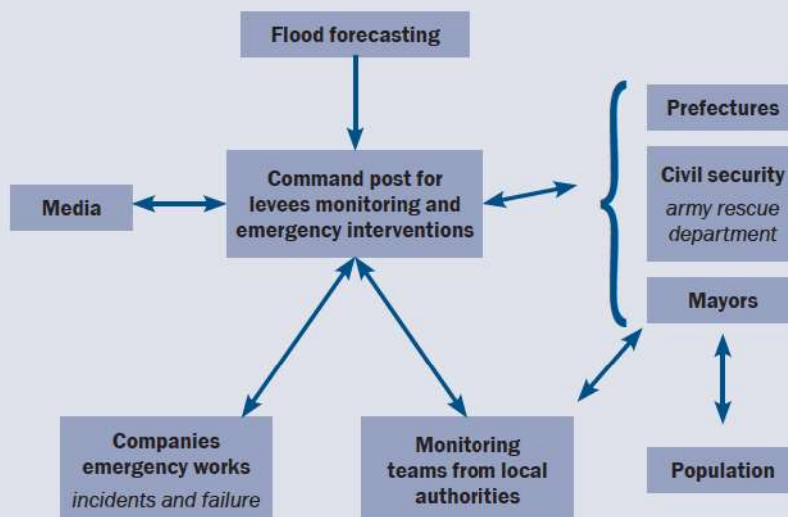 Flood forecasting
Prefectures
Command post for
levees monitoring and
emergency interventions
Media
Civil security
army rescue
department
Mayors
Companies
emergency works
incidents and failure
Monitoring
teams from local
authorities
Population